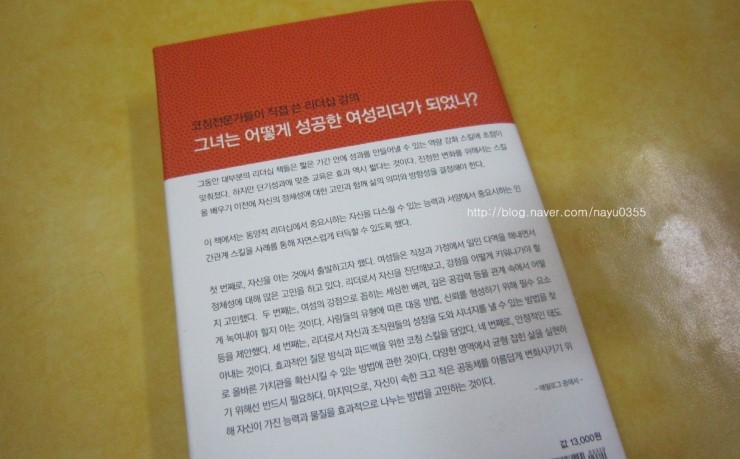 코칭전문가들이 직접 쓴 리더십 강의
그녀는 어떻게 성공한 여성리더가 되었나?
그동안 대부분의 리더십 책들은 짧은 기간 안에 성과를 만들어낼 수 있는 역량 강화 스킬에 초점이
맞춰졌다. 하지만 단기성과에 맞춘 교육은 효과 역시 짧다는 것이다. 진정한 변화를 위해서는 스킬
을 배우기 이전에 자신의 정체성에 대한 고민과 함께 삶의 의미와 방향성을 결정해야 한다.
이 책에서는 동양적 리더십에서 중요시하는 자신을 다스릴 수 있는 능력과 서양에서 중요시하는 인
간관계 스킬을 사례를 통해 자연스럽게 터득할 수 있도록 했다.
첫 번째로, 자신을 아는 것에서 출발하고자 했다. 여성들은 직장과 가정에서 일인 다역을 해내면서
정체성에 대해 많은 고민을 하고 있다. 리더로서 자신을 진단해보고, 강점을 어떻게 키워나가야 할
지 고민했다. 두 번째는, 여성의 강점으로 꼽히는 세심한 배려, 깊은 공감력 등을 관계 속에서 어떻
게 녹여내야 할지 아는 것이다. 사람들의 유형에 따른 대응 방법, 신뢰를 형성하기 위해 필수 요소
등을 제안했다. 세 번째는, 리더로서 자신과 조직원들의 성장을 도와 시너지를 낼 수 있는 방법을 찾
아내는 것이다. 효과적인 질문 방식과 피드백을 위한 코칭 스킬을 담았다. 네 번째로, 안정적인 태도
로 올바른 가치관을 확산시킬 수 있는 방법에 관한 것이다. 다양한 영역에서 균형 잡힌 삶을 실현하
기 위해선 반드시 필요하다. 마지막으로, 자신이 속한 크고 작은 공동체를 아름답게 변화시키기 위
해 자신이 가진 능력과 물질을 효과적으로 나누는 방법을 고민하는 것이다.
- 에필로그 중에서 -
값 13,000원
http://blog.naver.com/nayu0355